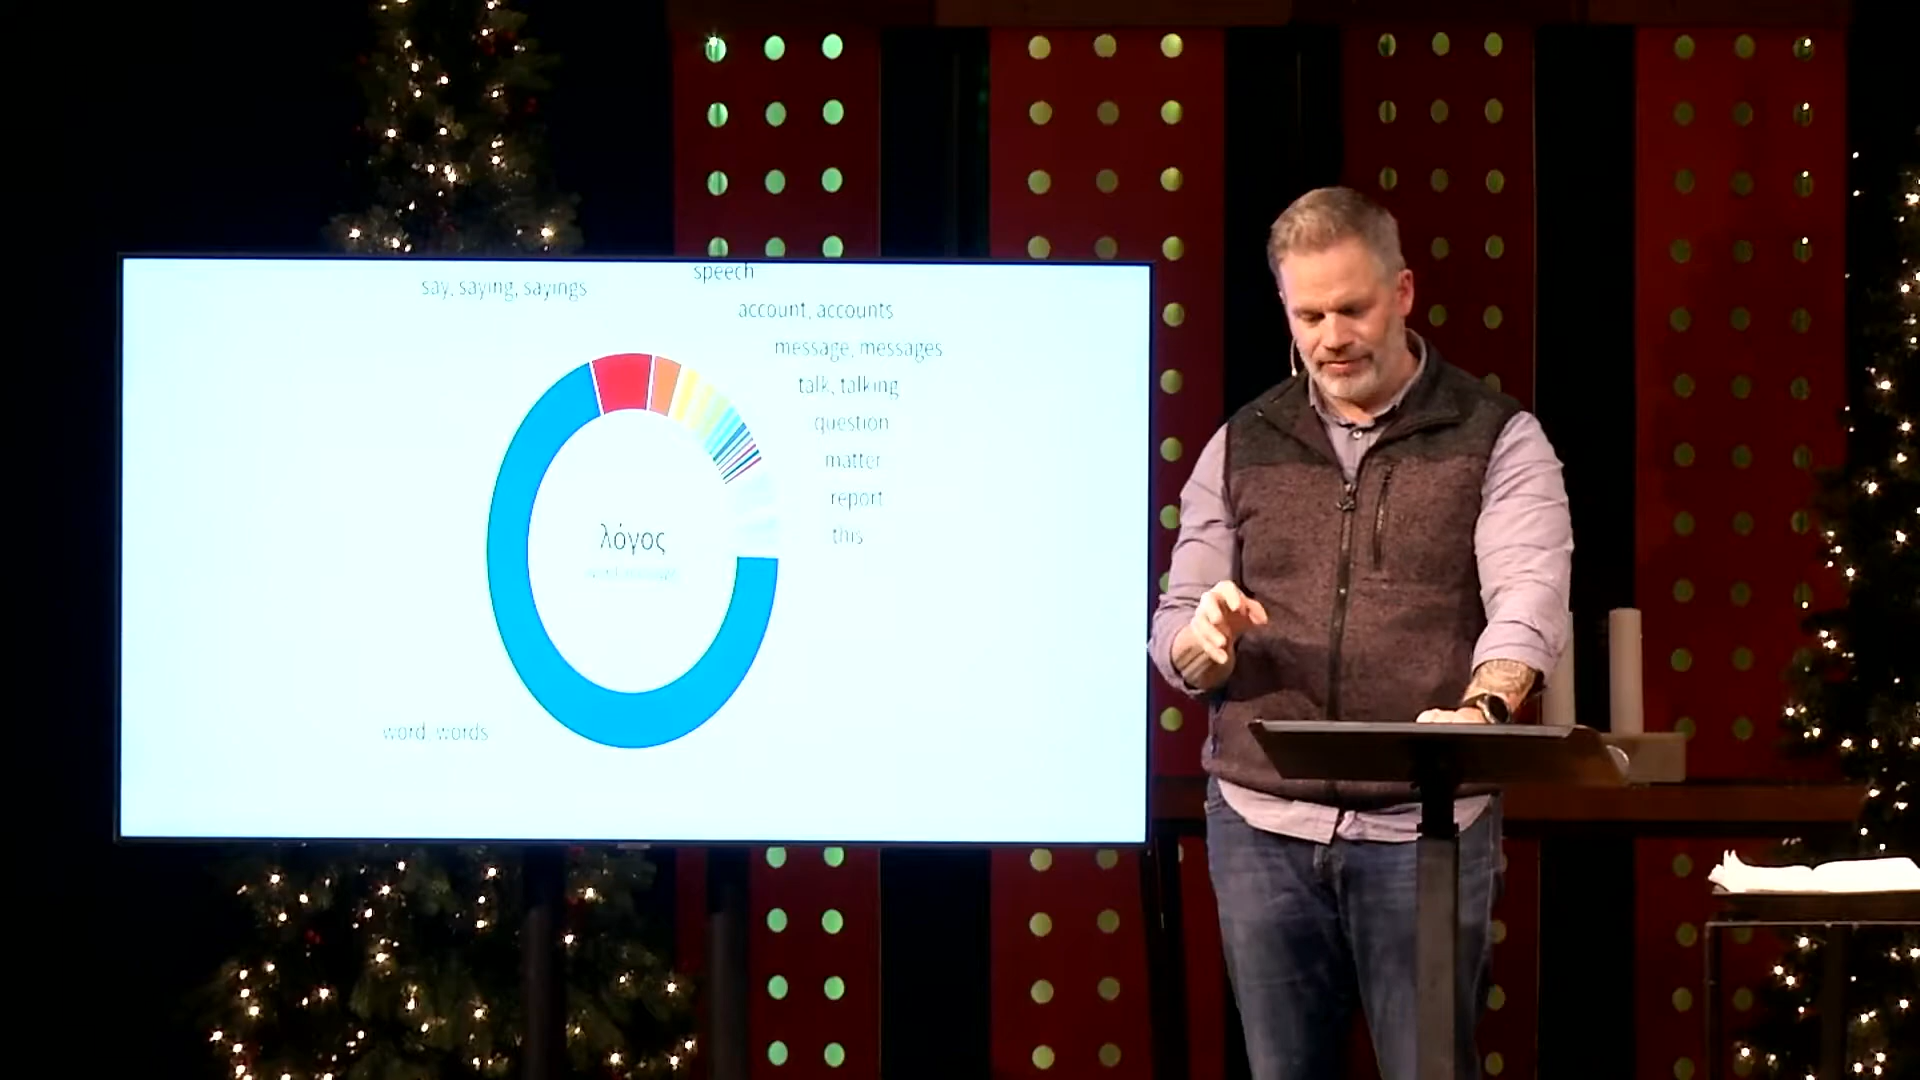 speech
say, saying, sayings
account, accounts
message, messages
talk, talking
question
matter
report
this
λόγος
word, words